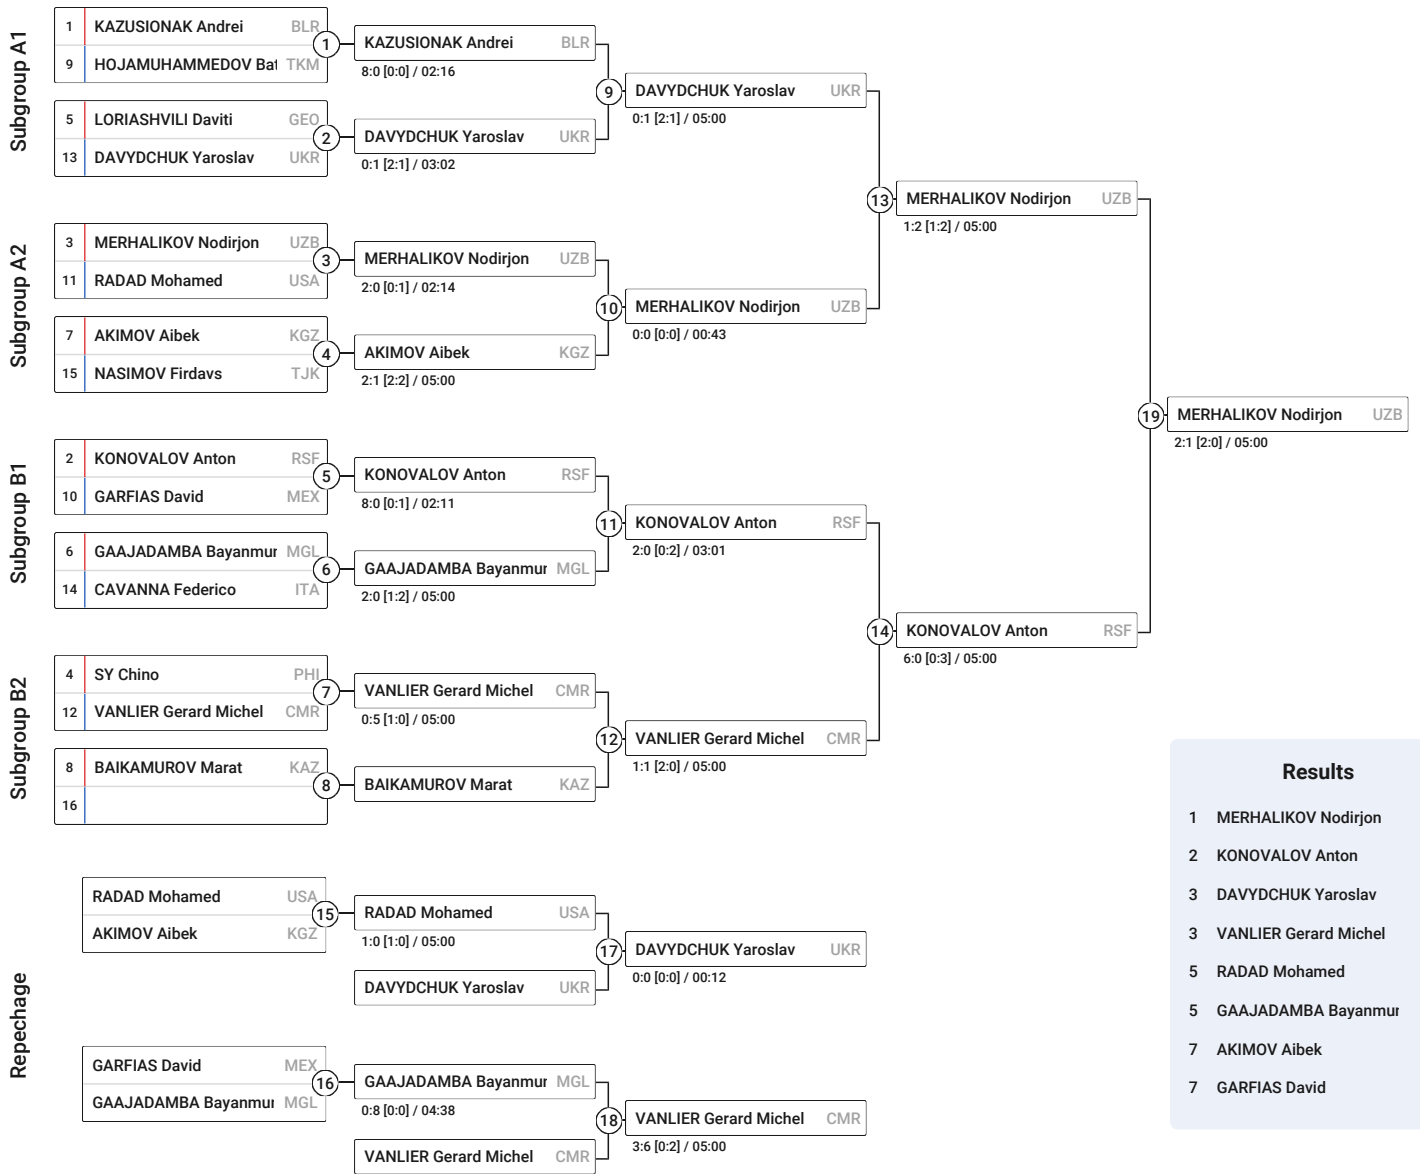 Subgroup A1
1 KAZUSIONAK Andrei BLR
9 HOJAMUHAMMEDOV Bat TKM
1
KAZUSIONAK Andrei BLR
8:0 [0:0] / 02:16
5 LORIASHVILI Daviti GEO
13 DAVYDCHUK Yaroslav UKR
2
DAVYDCHUK Yaroslav UKR
0:1 [2:1] / 03:02
9
DAVYDCHUK Yaroslav UKR
0:1 [2:1] / 05:00
Subgroup A2
3 MERHALIKOV Nodirjon UZB
11 RADAD Mohamed USA
3
MERHALIKOV Nodirjon UZB
2:0 [0:1] / 02:14
7 AKIMOV Aibek KGZ
15 NASIMOV Firdavs TJK
4
AKIMOV Aibek KGZ
2:1 [2:2] / 05:00
10
MERHALIKOV Nodirjon UZB
0:0 [0:0] / 00:43
13
MERHALIKOV Nodirjon UZB
1:2 [1:2] / 05:00
Subgroup B1
2 KONOVALOV Anton RSF
10 GARFIAS David MEX
5
KONOVALOV Anton RSF
8:0 [0:1] / 02:11
6 GAAJADAMBA Bayanmur MGL
14 CAVANNA Federico ITA
6
GAAJADAMBA Bayanmur MGL
2:0 [1:2] / 05:00
11
KONOVALOV Anton RSF
2:0 [0:2] / 03:01
Subgroup B2
4 SY Chino PHI
12 VANLIER Gerard Michel CMR
7
VANLIER Gerard Michel CMR
0:5 [1:0] / 05:00
8 BAIKAMUROV Marat KAZ
16
8
BAIKAMUROV Marat KAZ
12
VANLIER Gerard Michel CMR
1:1 [2:0] / 05:00
14
KONOVALOV Anton RSF
6:0 [0:3] / 05:00
19
MERHALIKOV Nodirjon UZB
2:1 [2:0] / 05:00
Repechage
RADAD Mohamed USA
AKIMOV Aibek KGZ
15
RADAD Mohamed USA
1:0 [1:0] / 05:00
DAVYDCHUK Yaroslav UKR
17
DAVYDCHUK Yaroslav UKR
0:0 [0:0] / 00:12
GARFIAS David MEX
GAAJADAMBA Bayanmur MGL
16
GAAJADAMBA Bayanmur MGL
0:8 [0:0] / 04:38
VANLIER Gerard Michel CMR
18
VANLIER Gerard Michel CMR
3:6 [0:2] / 05:00
Results
1 MERHALIKOV Nodirjon
2 KONOVALOV Anton
3 DAVYDCHUK Yaroslav
3 VANLIER Gerard Michel
5 RADAD Mohamed
5 GAAJADAMBA Bayanmur
7 AKIMOV Aibek
7 GARFIAS David